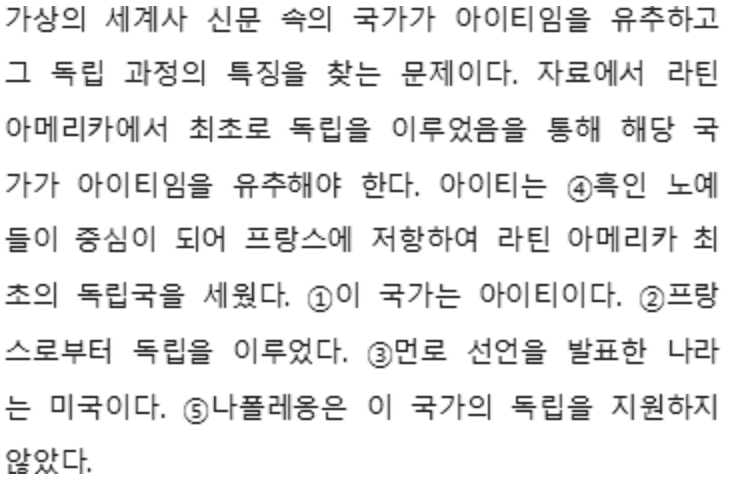 가상의 세계사 신문 속의 국가가 아이티임을 유추하고
그 독립 과정의 특징을 찾는 문제이다. 자료에서 라틴
아메리카에서 최초로 독립을 이루었음을 통해 해당 국
가가 아이티임을 유추해야 한다. 아이티는 ④흑인 노예
들이 중심이 되어 프랑스에 저항하여 라틴 아메리카 최
초의 독립국을 세웠다. ①이 국가는 아이티이다. ②프랑
스로부터 독립을 이루었다. ③먼로 선언을 발표한 나라
는 미국이다. ⑤나폴레옹은 이 국가의 독립을 지원하지
않았다.